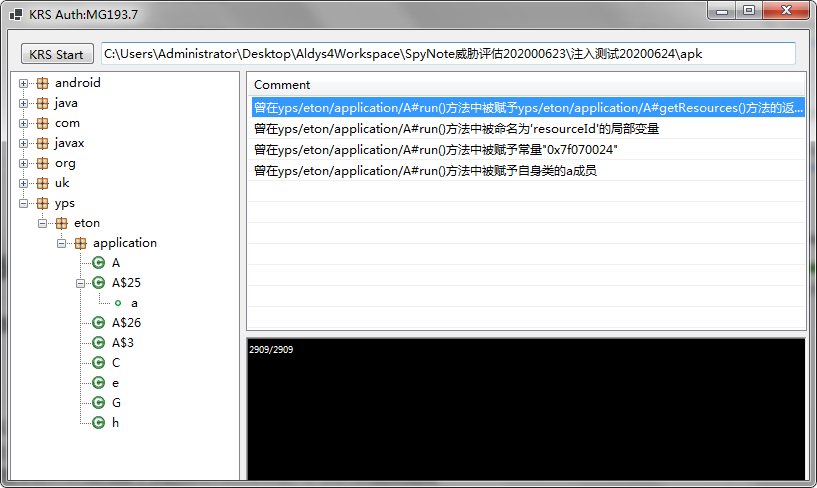 KRS Auth:MG193.7
KRS Start
C:\Users\Administrator\Desktop\Aldys4Workspace\SpyNote威胁评估202000623\注入测试20200624\apk
android
java
com
javax
org
uk
yps
eton
application
A
A$25
a
A$26
A$3
C
e
G
h
Comment
曾在yps/eton/application/A#run()方法中被赋予yps/eton/application/A#getResources()方法的返...
曾在yps/eton/application/A#run()方法中被命名为'resourceId'的局部变量
曾在yps/eton/application/A#run()方法中被赋予常量"0x7f070024"
曾在yps/eton/application/A#run()方法中被赋予自身类的a成员
2909/2909